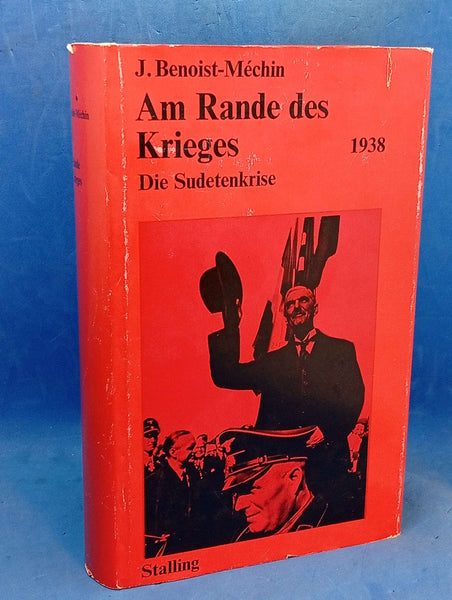 J. Benoist-Méchin
Am Rande des
Krieges
1938
Die Sudetenkrise
Stalling